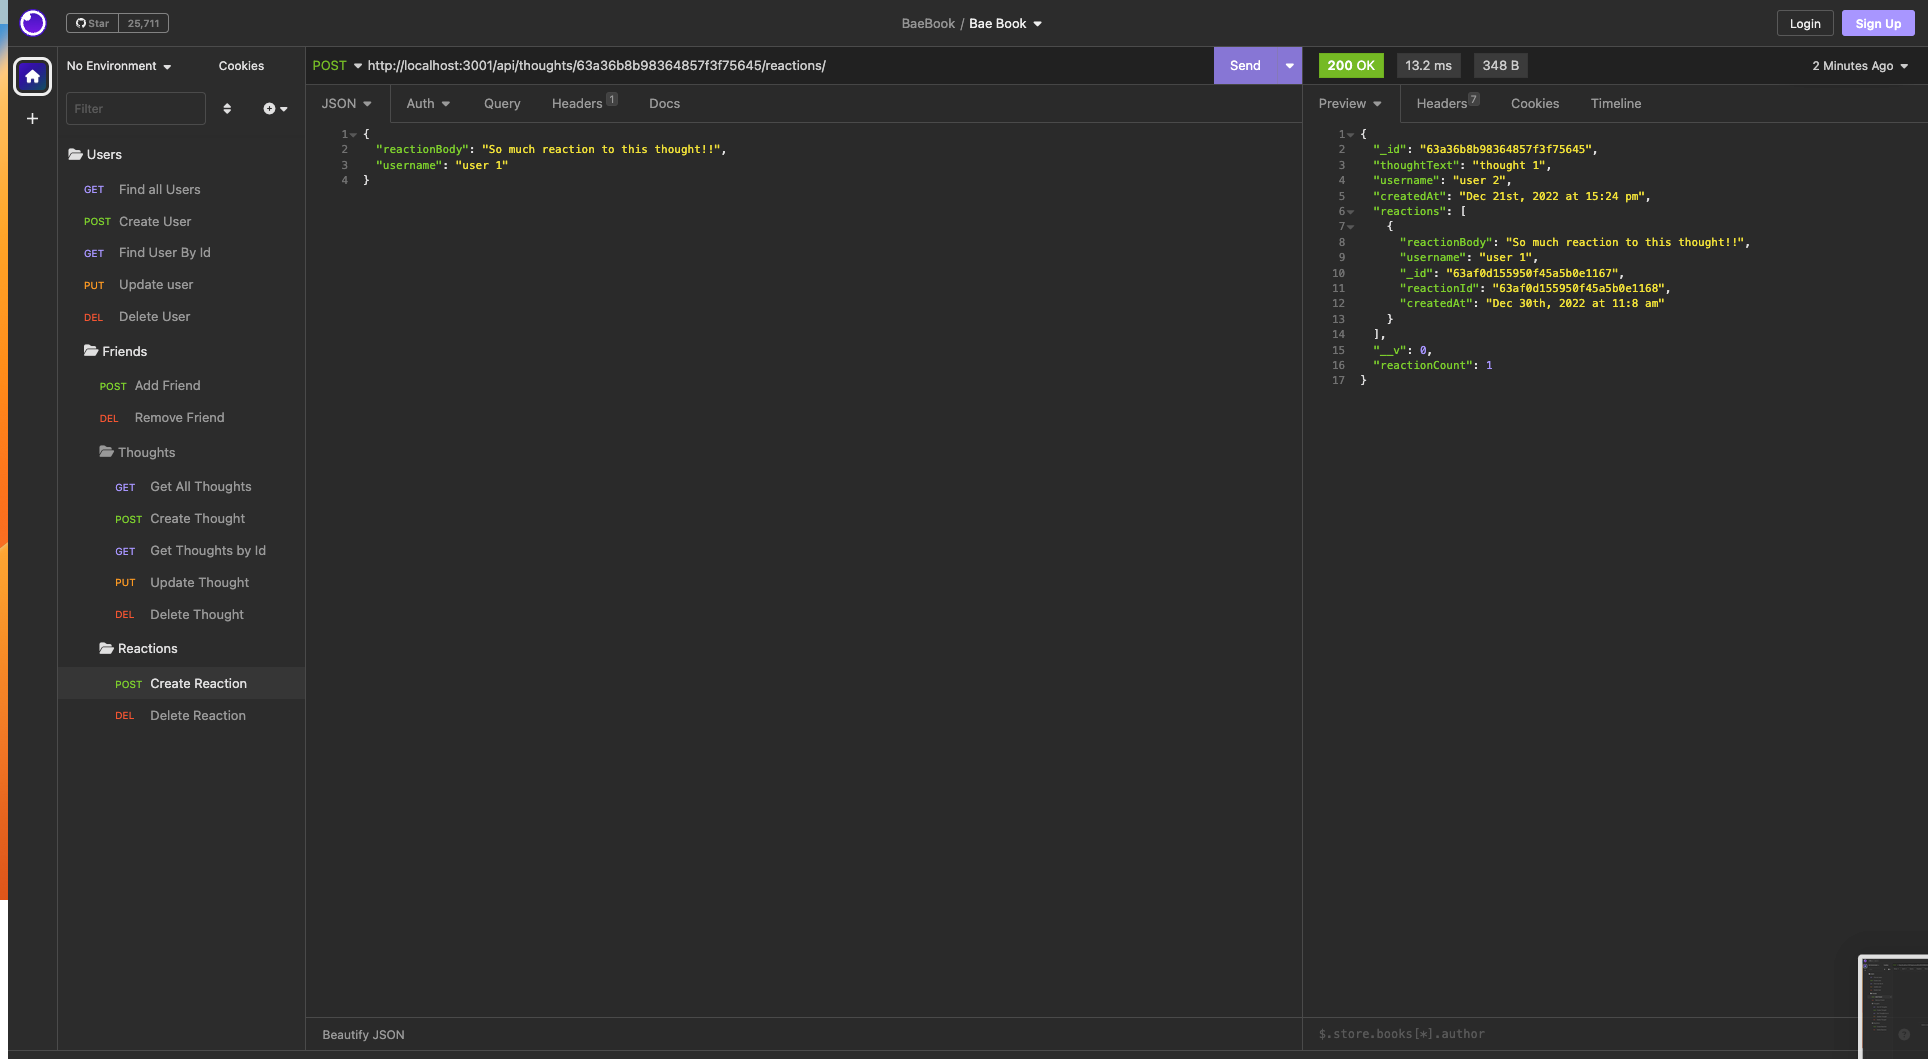 Star 25,711
BaeBook / Bae Book
Login
Sign Up
No Environment
Cookies
Filter
Users
GET Find all Users
POST Create User
GET Find User By Id
PUT Update user
DEL Delete User
Friends
POST Add Friend
DEL Remove Friend
Thoughts
GET Get All Thoughts
POST Create Thought
GET Get Thoughts by Id
PUT Update Thought
DEL Delete Thought
Reactions
POST Create Reaction
DEL Delete Reaction
POST http://localhost:3001/api/thoughts/63a36b8b98364857f3f75645/reactions/
Send
JSON Auth Query Headers 1 Docs
1 {
2 "reactionBody": "So much reaction to this thought!!",
3 "username": "user 1"
4 }
Beautify JSON
200 OK 13.2 ms 348 B 2 Minutes Ago
Preview Headers 7 Cookies Timeline
1 {
2 "_id": "63a36b8b98364857f3f75645",
3 "thoughtText": "thought 1",
4 "username": "user 2",
5 "createdAt": "Dec 21st, 2022 at 15:24 pm",
6 "reactions": [
7 {
8 "reactionBody": "So much reaction to this thought!!",
9 "username": "user 1",
10 "_id": "63af0d155950f45a5b0e1167",
11 "reactionId": "63af0d155950f45a5b0e1168",
12 "createdAt": "Dec 30th, 2022 at 11:8 am"
13 }
14 ],
15 "__v": 0,
16 "reactionCount": 1
17 }
$.store.books[*].author